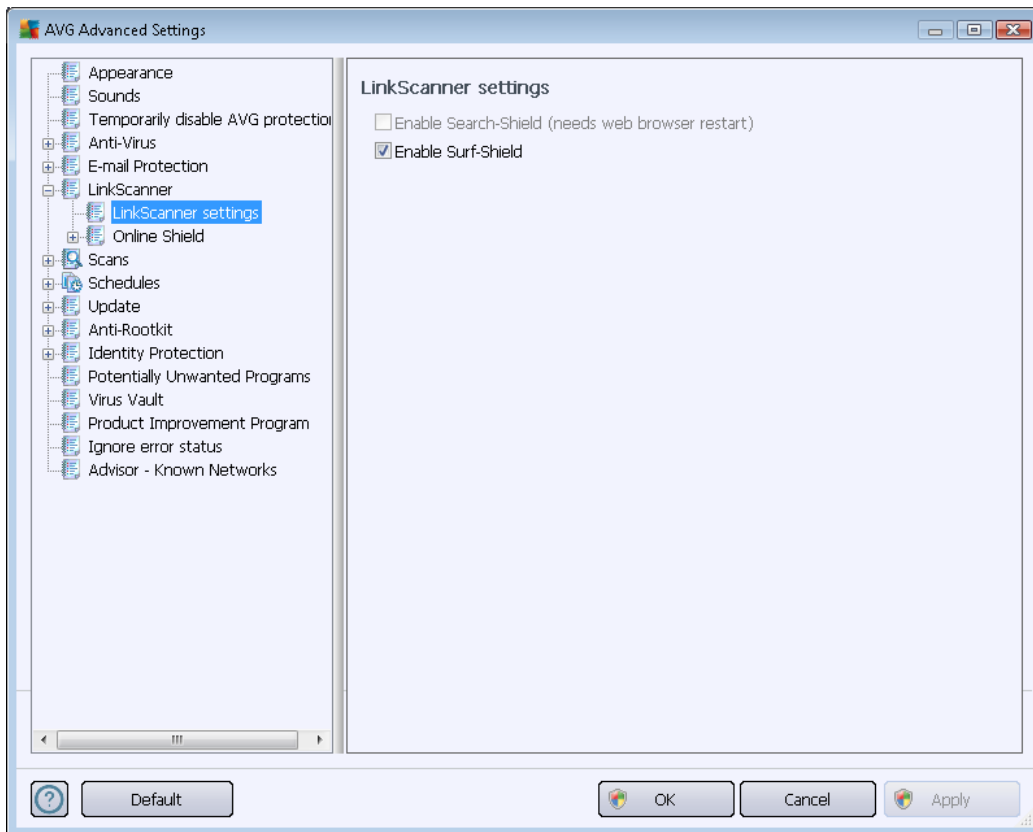 AVG Advanced Settings
Appearance
Sounds
Temporarily disable AVG protection
Anti-Virus
E-mail Protection
LinkScanner
LinkScanner settings
Online Shield
Scans
Schedules
Update
Anti-Rootkit
Identity Protection
Potentially Unwanted Programs
Virus Vault
Product Improvement Program
Ignore error status
Advisor - Known Networks
LinkScanner settings
Enable Search-Shield (needs web browser restart)
Enable Surf-Shield
?
Default
OK
Cancel
Apply